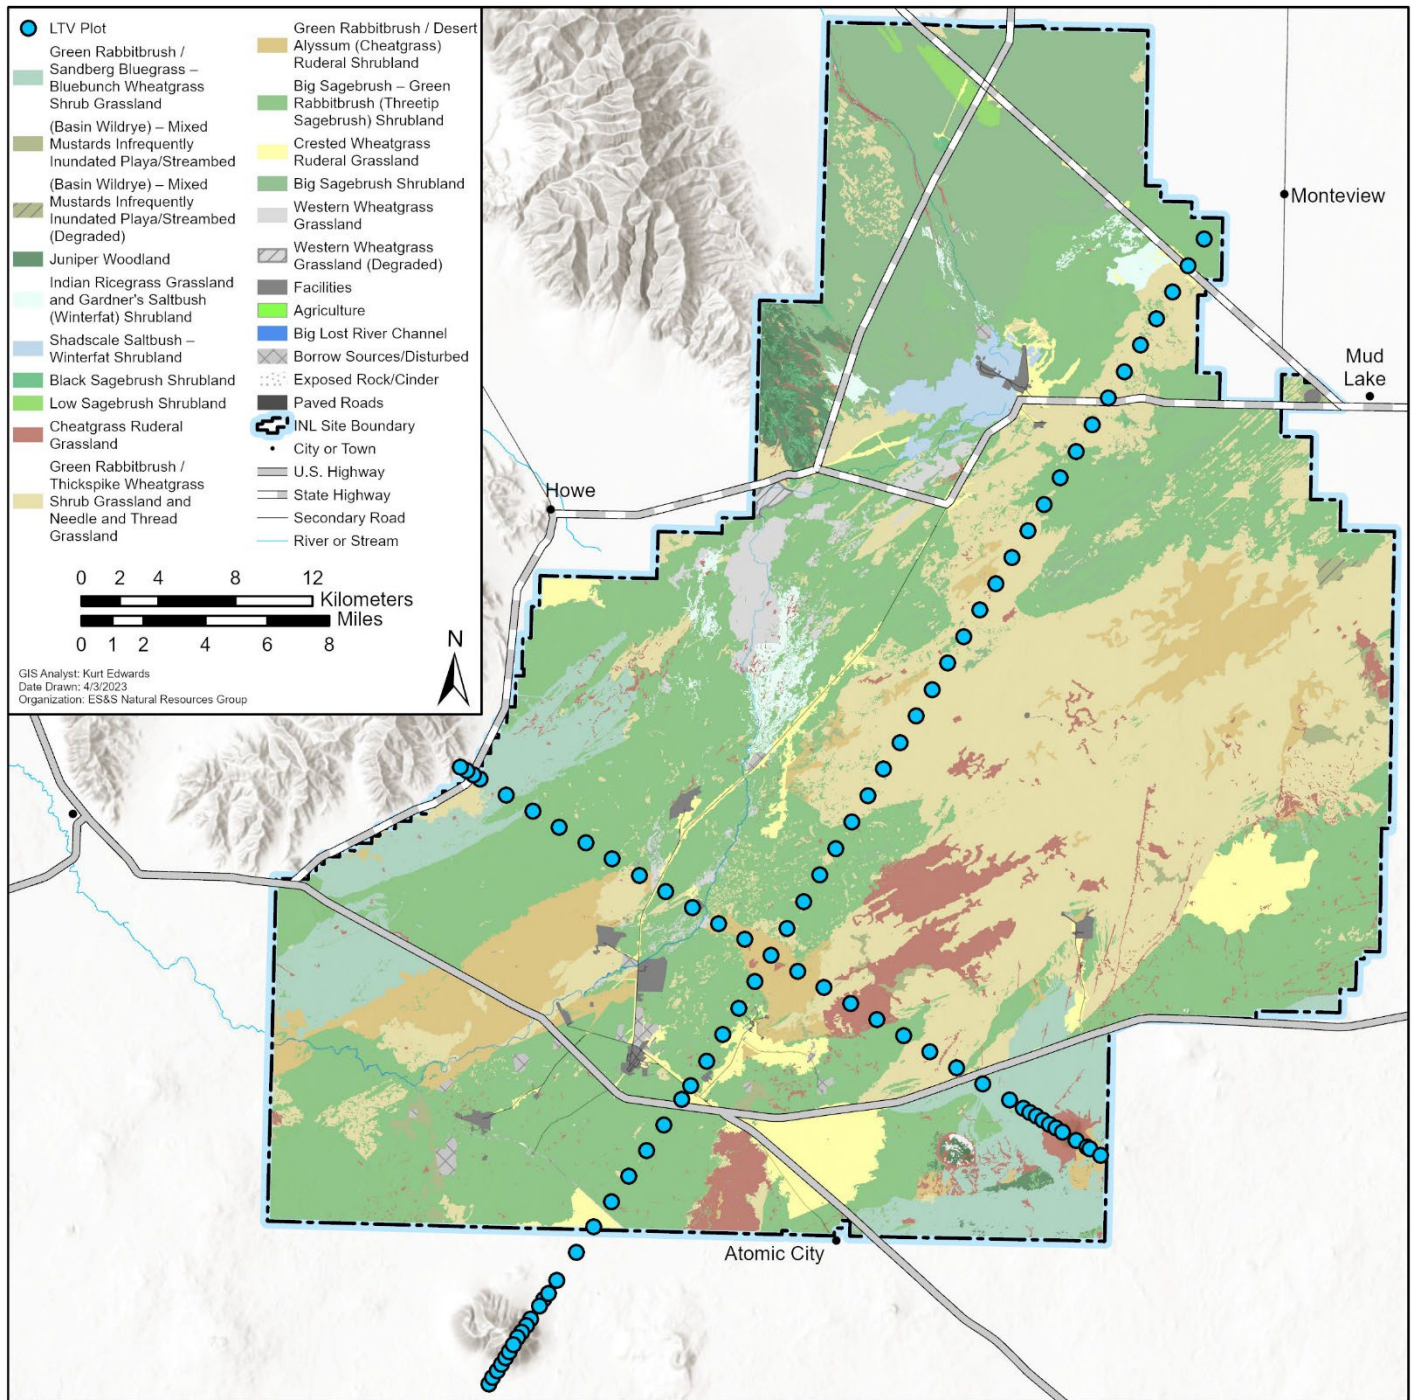 LTV Plot
Green Rabbitbrush /
Sandberg Bluegrass –
Bluebunch Wheatgrass
Shrub Grassland
(Basin Wildrye) – Mixed
Mustards Infrequently
Inundated Playa/Streambed
(Basin Wildrye) – Mixed
Mustards Infrequently
Inundated Playa/Streambed
(Degraded)
Juniper Woodland
Indian Ricegrass Grassland
and Gardner's Saltbush
(Winterfat) Shrubland
Shadscale Saltbush –
Winterfat Shrubland
Black Sagebrush Shrubland
Low Sagebrush Shrubland
Cheatgrass Ruderal
Grassland
Green Rabbitbrush /
Thickspike Wheatgrass
Shrub Grassland and
Needle and Thread
Grassland
Green Rabbitbrush / Desert
Alyssum (Cheatgrass)
Ruderal Shrubland
Big Sagebrush – Green
Rabbitbrush (Threetip
Sagebrush) Shrubland
Crested Wheatgrass
Ruderal Grassland
Big Sagebrush Shrubland
Western Wheatgrass
Grassland
Western Wheatgrass
Grassland (Degraded)
Facilities
Agriculture
Big Lost River Channel
Borrow Sources/Disturbed
Exposed Rock/Cinder
Paved Roads
INL Site Boundary
City or Town
U.S. Highway
State Highway
Secondary Road
River or Stream
0 2 4 8 12
Kilometers
Miles
0 1 2 4 6 8
N
GIS Analyst: Kurt Edwards
Date Drawn: 4/3/2023
Organization: ES&S Natural Resources Group
Monteview
Mud
Lake
Howe
Atomic City